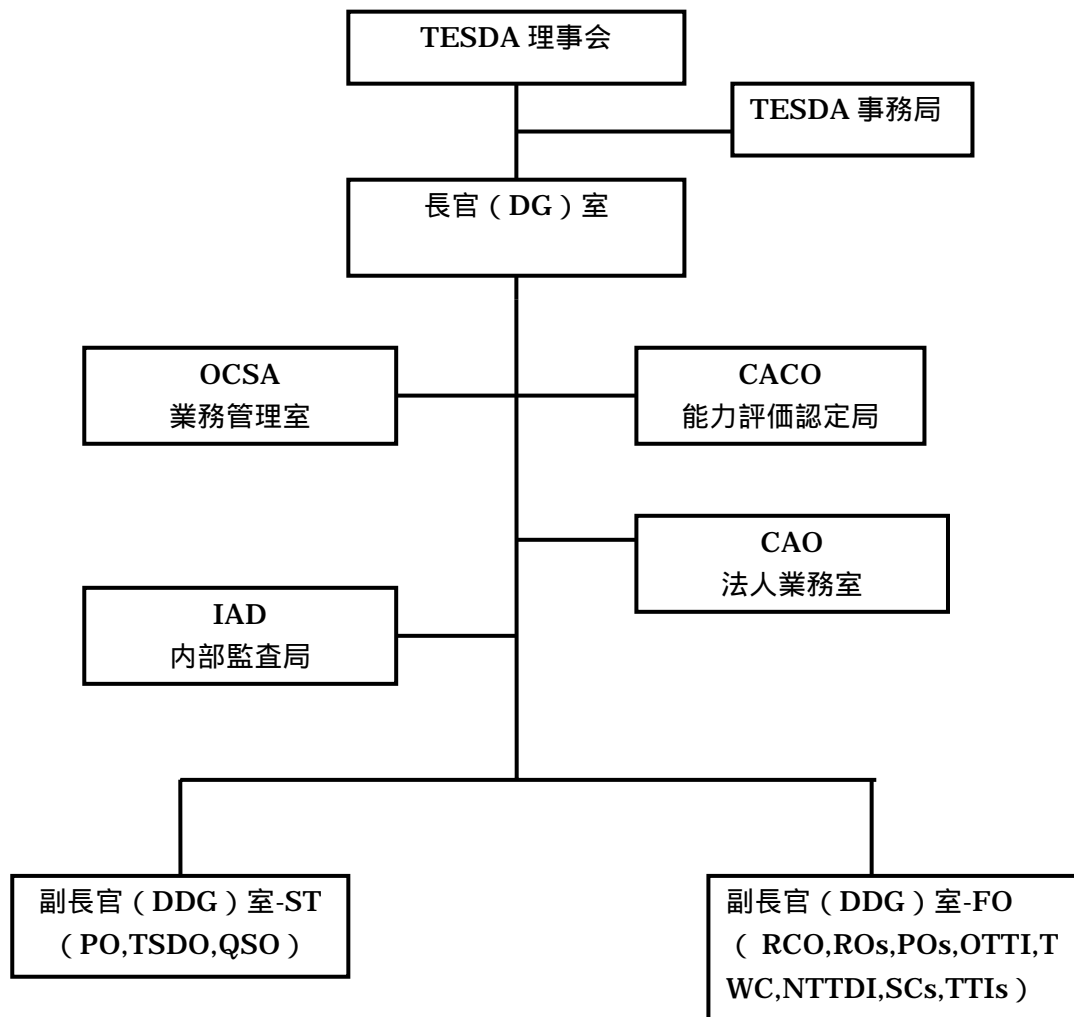 TESDA 理事会
TESDA 事務局
長官（DG）室
OCSA
業務管理室
CACO
能力評価認定局
CAO
法人業務室
IAD
内部監査局
副長官（DDG）室-ST
（PO,TSDO,QSO）
副長官（DDG）室-FO
（ RCO,ROs,POs,OTTI,T
WC,NTTDI,SCs,TTIs）